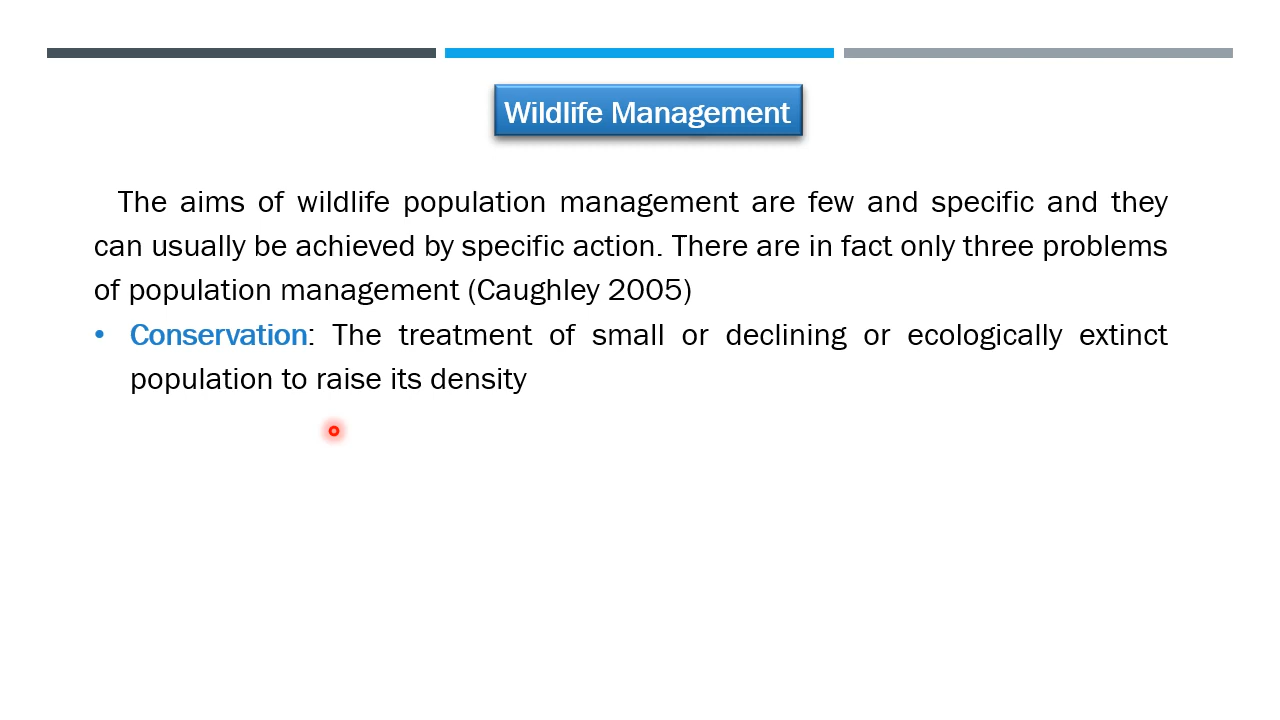 Wildlife Management
The aims of wildlife population management are few and specific and they
can usually be achieved by specific action. There are in fact only three problems
of population management (Caughley 2005)
• Conservation: The treatment of small or declining or ecologically extinct
population to raise its density